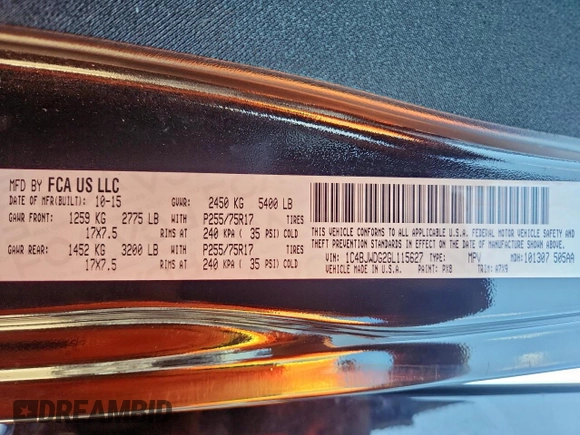 MFD BY FCA US LLC
DATE OF MFR(BUILT): 10-15 GVWR: 2450 KG 5400 LB
GAWR FRONT: 1259 KG 2775 LB WITH P255/75R17 TIRES
17X7.5 RIMS AT 240 KPA ( 35 PSI) COLD
GAWR REAR: 1452 KG 3200 LB WITH P255/75R17 TIRES
17X7.5 RIMS AT 240 KPA ( 35 PSI) COLD
THIS VEHICLE CONFORMS TO ALL APPLICABLE U.S.A. FEDERAL MOTOR VEHICLE SAFETY AND
THEFT PREVENTION STANDARDS IN EFFECT ON THE DATE OF MANUFACTURE SHOWN ABOVE.
VIN: 1C4BJWDG2GL115627 TYPE: MPV MDH: 101307 505AA
VEHICLE MADE IN U.S.A. PAINT: PX8 TRIM: A7X9
DREAMBID